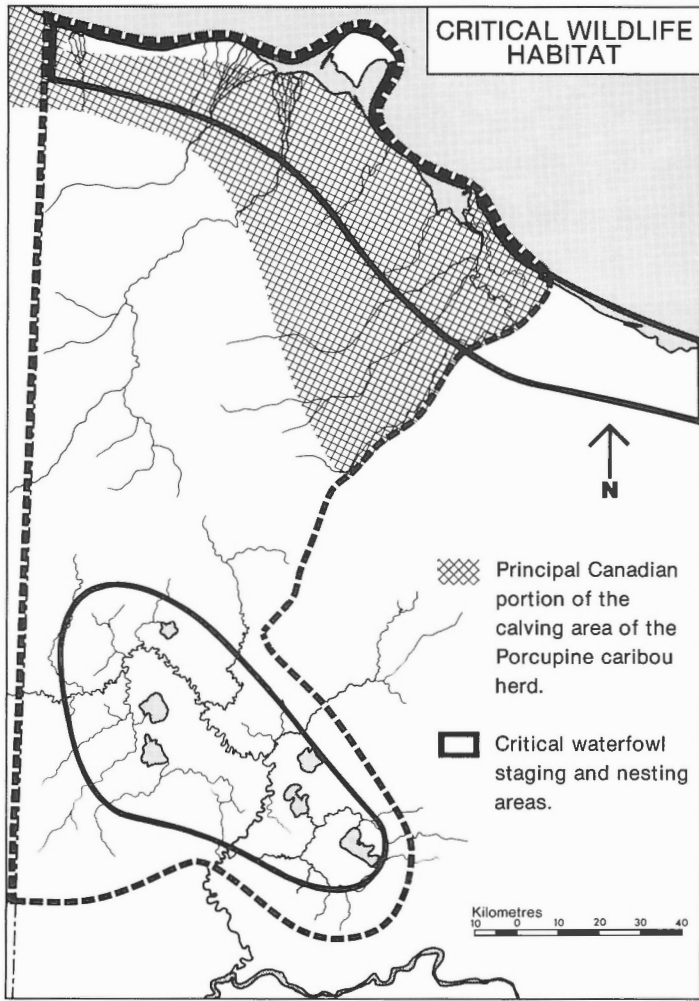 CRITICAL WILDLIFE
HABITAT
N
Principal Canadian
portion of the
calving area of the
Porcupine caribou
herd.
Critical waterfowl
staging and nesting
areas.
Kilometres
10 0 10 20 30 40